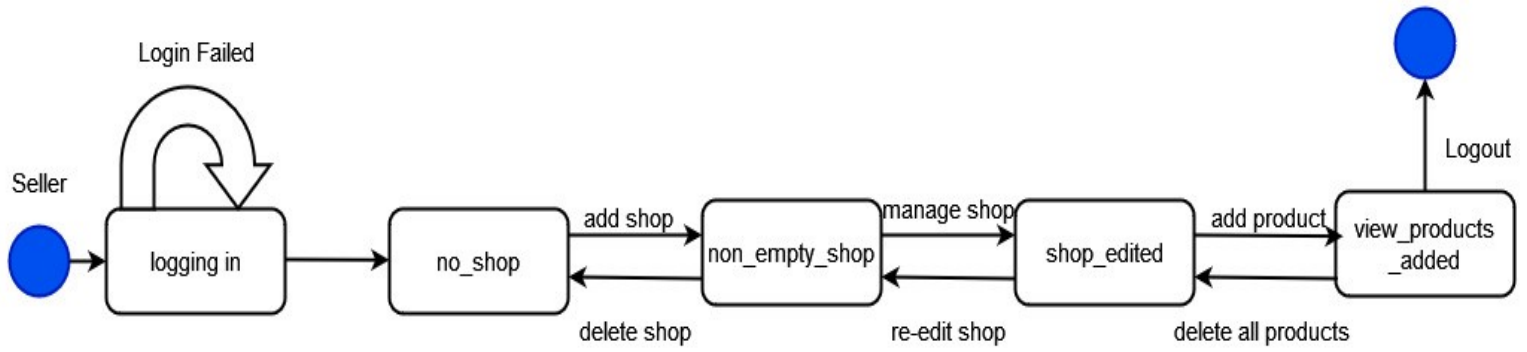 Login Failed
Seller
logging in
no_shop
add shop
delete shop
non_empty_shop
manage shop
re-edit shop
shop_edited
add product
delete all products
view_products
_added
Logout